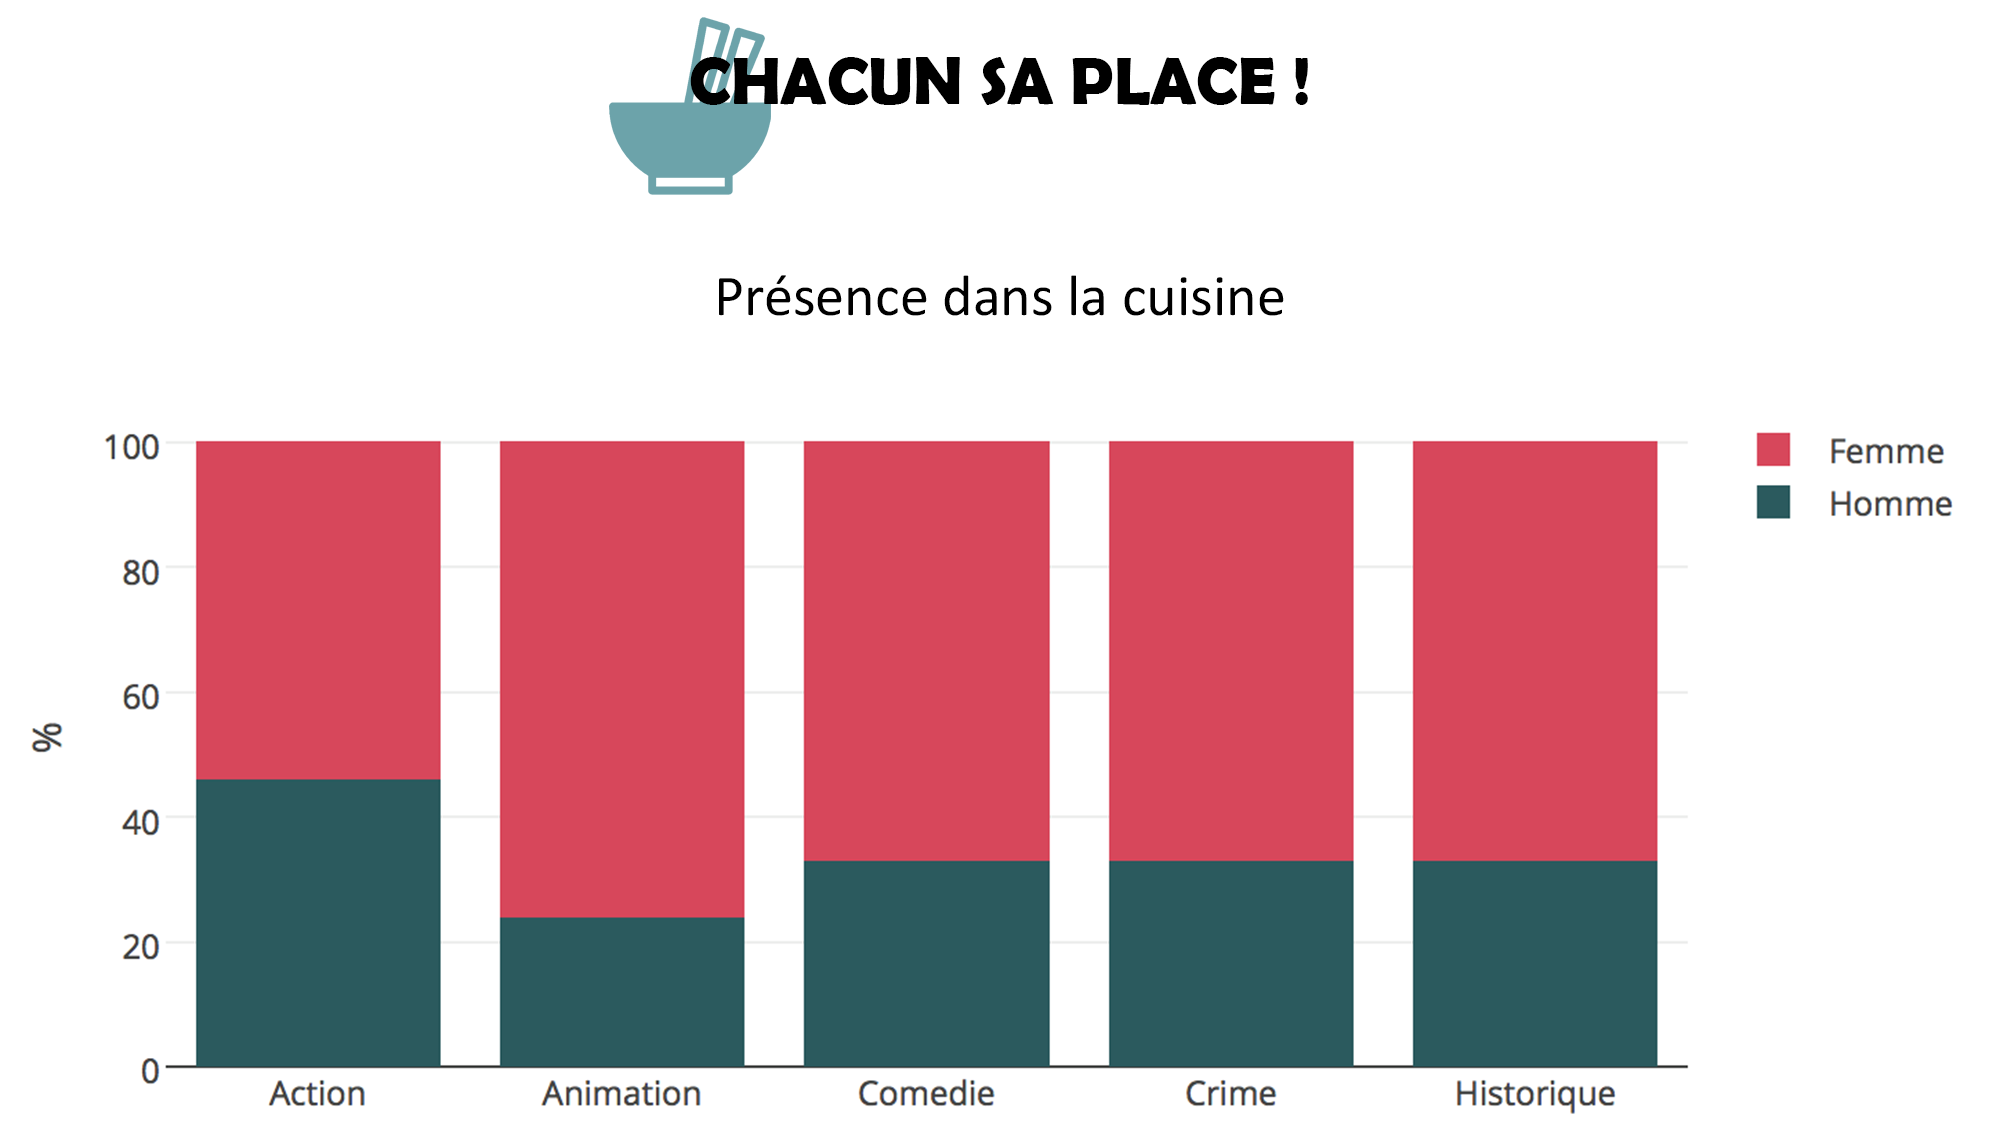 CHACUN SA PLACE !
Présence dans la cuisine
Femme
Homme
%
100
80
60
40
20
0
Action
Animation
Comedie
Crime
Historique